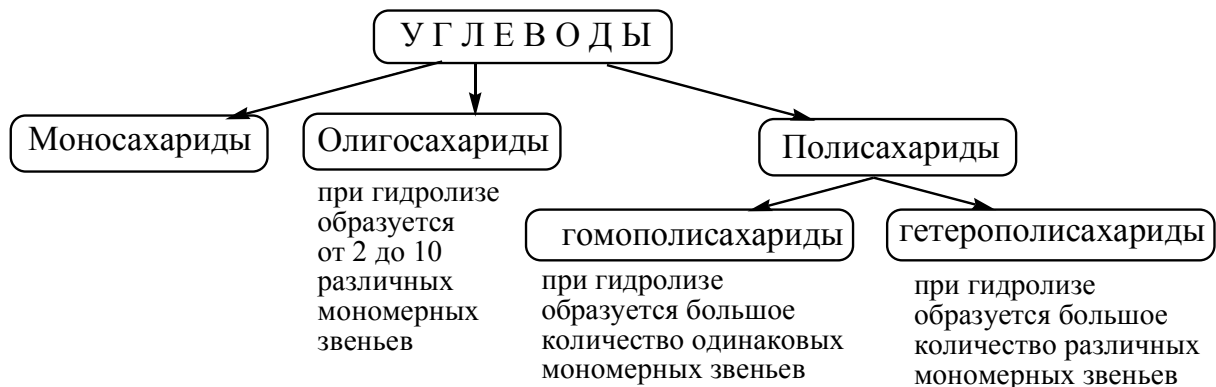 У Г Л Е В О Д Ы
Моносахариды
Олигосахариды
Полисахариды
при гидролизе
образуется
от 2 до 10
различных
мономерных
звеньев
гомополисахариды
гетерополисахариды
при гидролизе
образуется большое
количество одинаковых
мономерных звеньев
при гидролизе
образуется большое
количество различных
мономерных звеньев